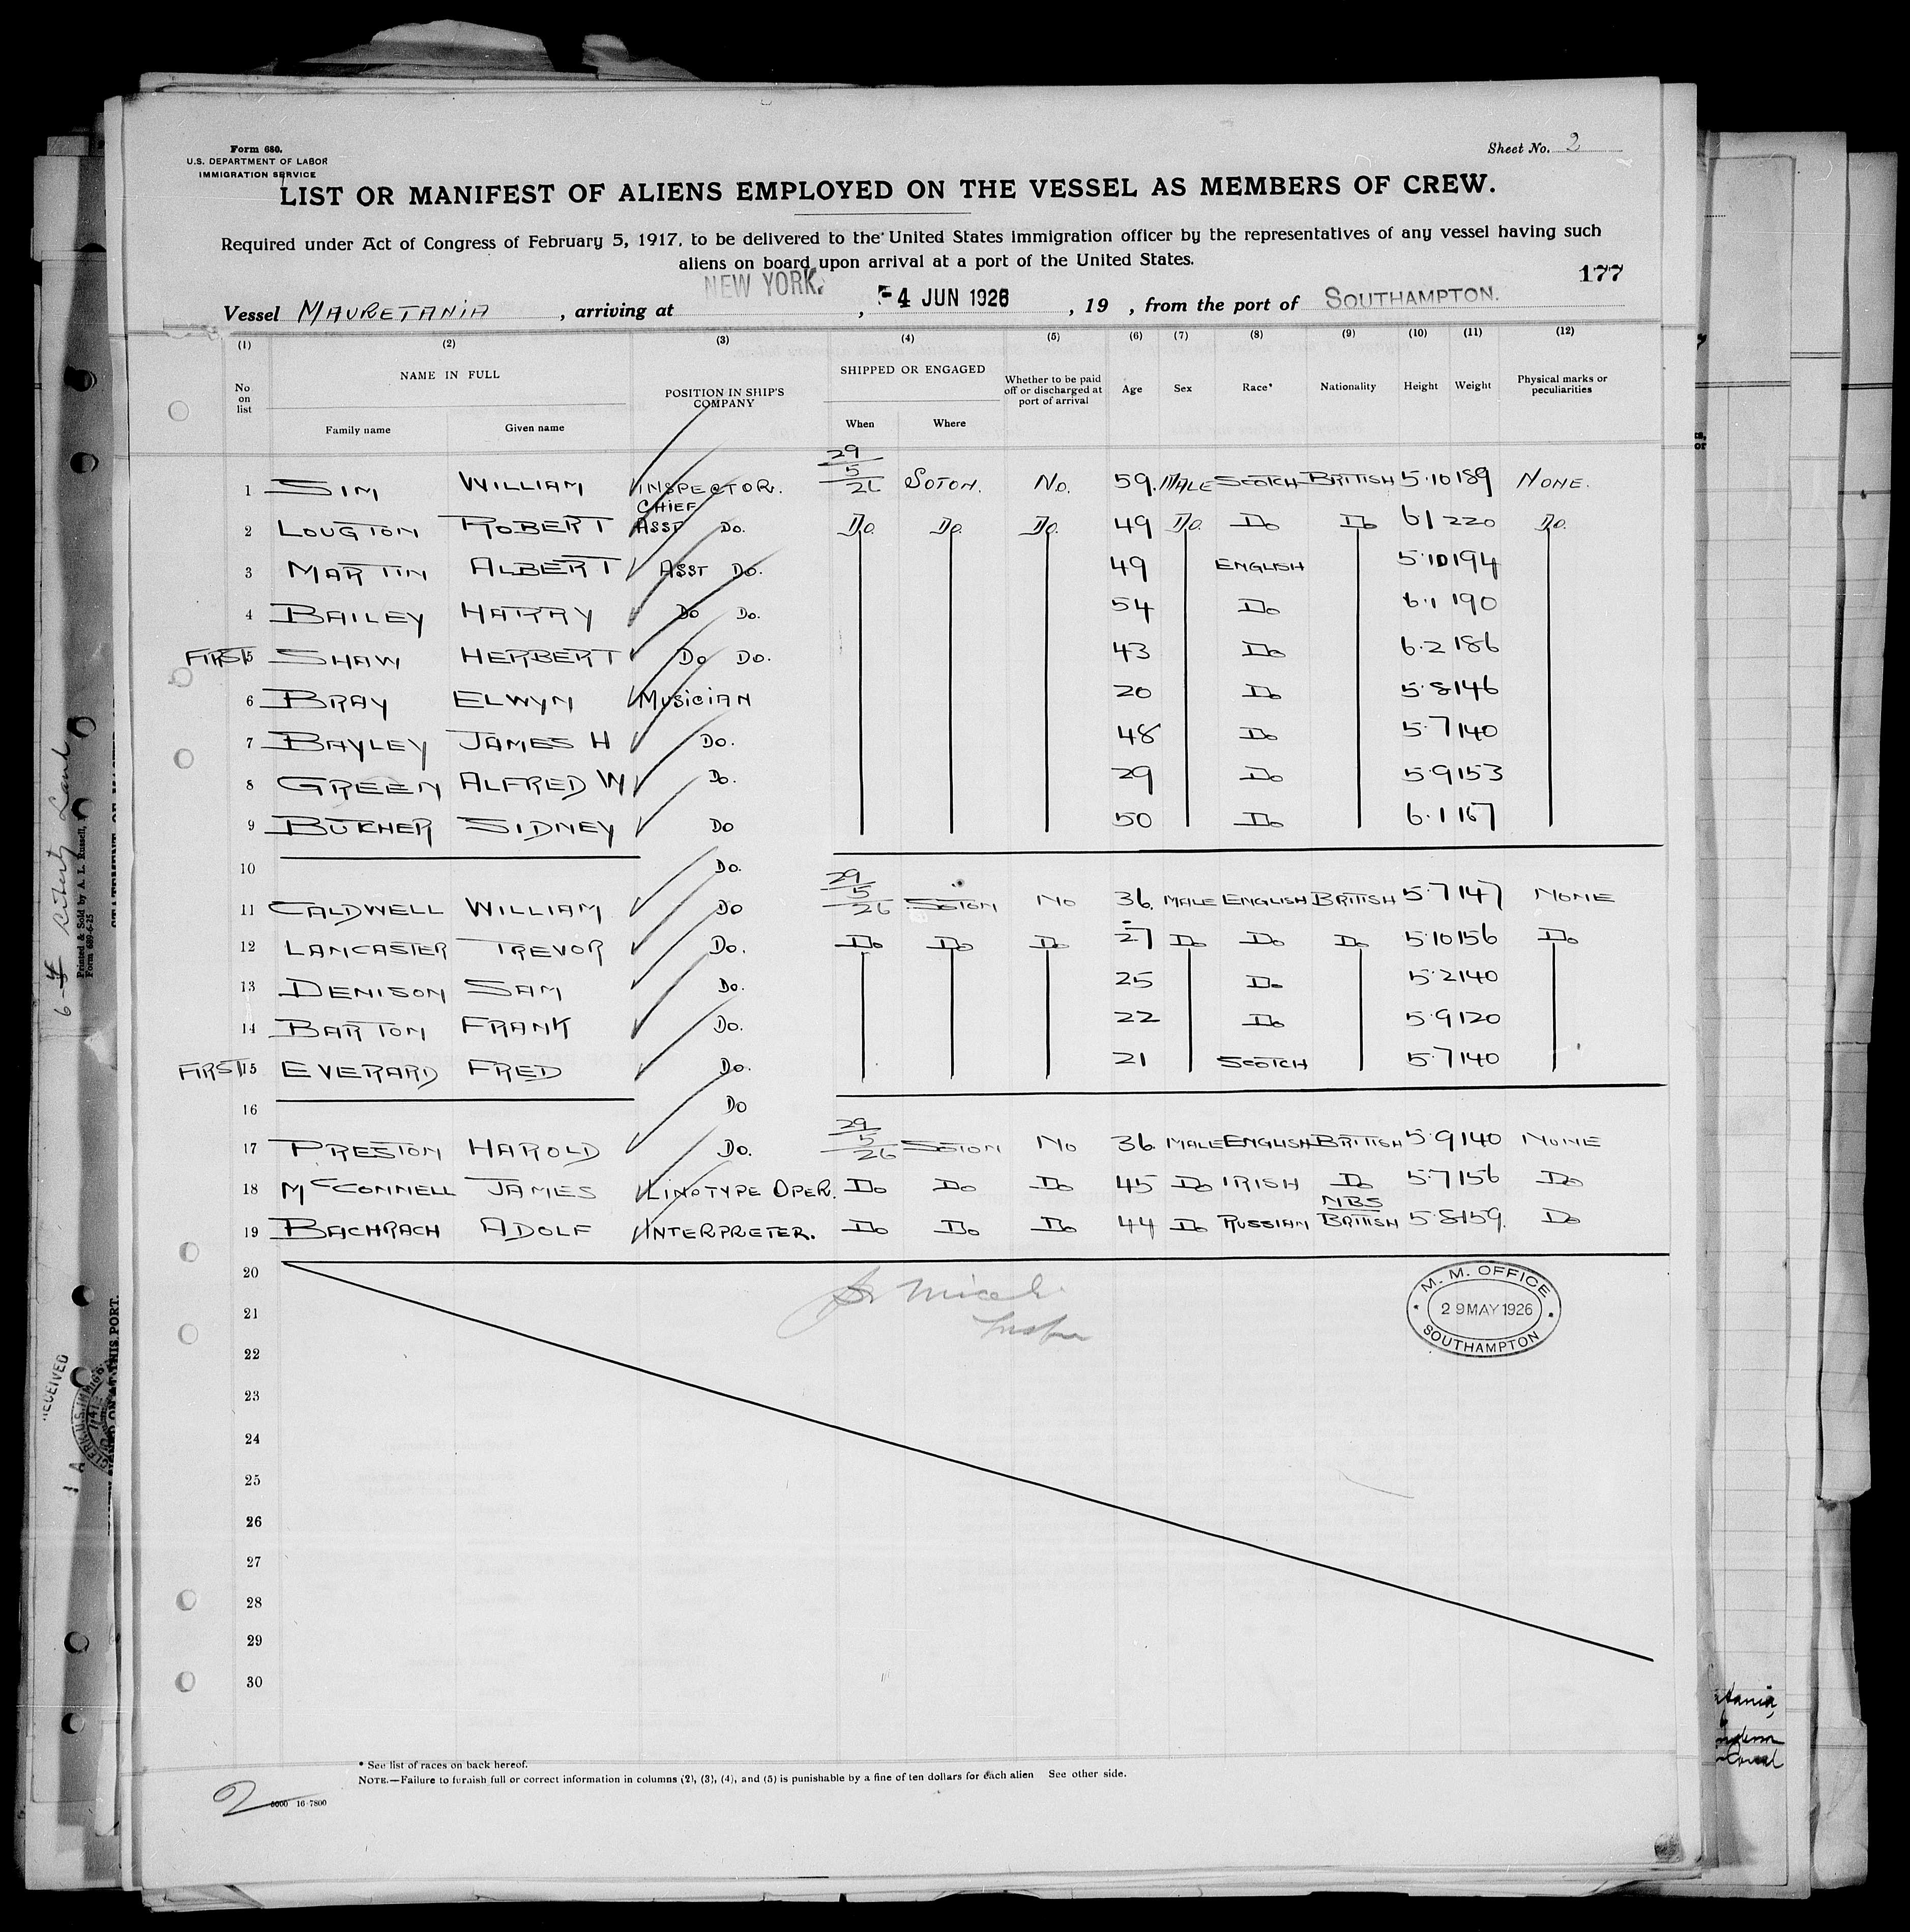 Form 680.
U.S. DEPARTMENT OF LABOR
IMMIGRATION SERVICE
Sheet No. 2
LIST OR MANIFEST OF ALIENS EMPLOYED ON THE VESSEL AS MEMBERS OF CREW.
Required under Act of Congress of February 5, 1917, to be delivered to the United States immigration officer by the representatives of any vessel having such
aliens on board upon arrival at a port of the United States.
177
Vessel MAURETANIA, arriving at NEW YORK, 4 JUN 1926, 19 , from the port of SOUTHAMPTON.
(1) (2) (3) (4) (5) (6) (7) (8) (9) (10) (11) (12)
No on list NAME IN FULL POSITION IN SHIP'S COMPANY SHIPPED OR ENGAGED Whether to be paid off or discharged at port of arrival Age Sex Race* Nationality Height Weight Physical marks or peculiarities
Family name Given name When Where
1 SIM WILLIAM INSPECTOR. 29/5/26 SOTON. NO. 59. MALE SCOTCH BRITISH 5·10 189 NONE.
2 LOUGTON ROBERT CHIEF ASST DO. DO. DO. DO. 49 DO. DO DO 6·1 220 DO.
3 MARTIN ALBERT ASST DO. 49 ENGLISH 5·10 194
4 BAILEY HARRY DO DO. 54 DO 6·1 190
FIRST 5 SHAW HERBERT DO DO. 43 DO 6·2 186
6 BRAY ELWYN MUSICIAN 20 DO 5·8 146
7 BAYLEY JAMES H DO. 48 DO 5·7 140
8 GREEN ALFRED W DO. 29 DO 5·9 153
9 BUTCHER SIDNEY DO 50 DO 6·1 167
10 DO.
11 CALDWELL WILLIAM DO 29/5/26 SOTON NO 36. MALE ENGLISH BRITISH 5·7 147 NONE
12 LANCASTER TREVOR DO. DO DO DO 27 DO DO DO 5·10 156 DO
13 DENISON SAM DO. 25 DO 5·2 140
14 BARTON FRANK DO. 22 DO 5·9 120
FIRST 15 EVERARD FRED DO. 21 SCOTCH 5·7 140
16 DO
17 PRESTON HAROLD DO. 29/5/26 SOTON NO 36 MALE ENGLISH BRITISH 5·9 140 NONE
18 McCONNELL JAMES LINOTYPE OPER. DO DO DO 45 DO IRISH DO 5·7 156 DO
19 BACHRACH ADOLF INTERPRETER. DO DO DO 44 DO RUSSIAN NBS BRITISH 5·8 159. DO
20
21
22
23
24
25
26
27
28
29
30
M. M. OFFICE
29 MAY 1926
SOUTHAMPTON
* See list of races on back hereof.
NOTE.—Failure to furnish full or correct information in columns (2), (3), (4), and (5) is punishable by a fine of ten dollars for each alien See other side.
2
16-7800
Printed & Sold by A. L. Russell,
Form 689-6-25
RECEIVED